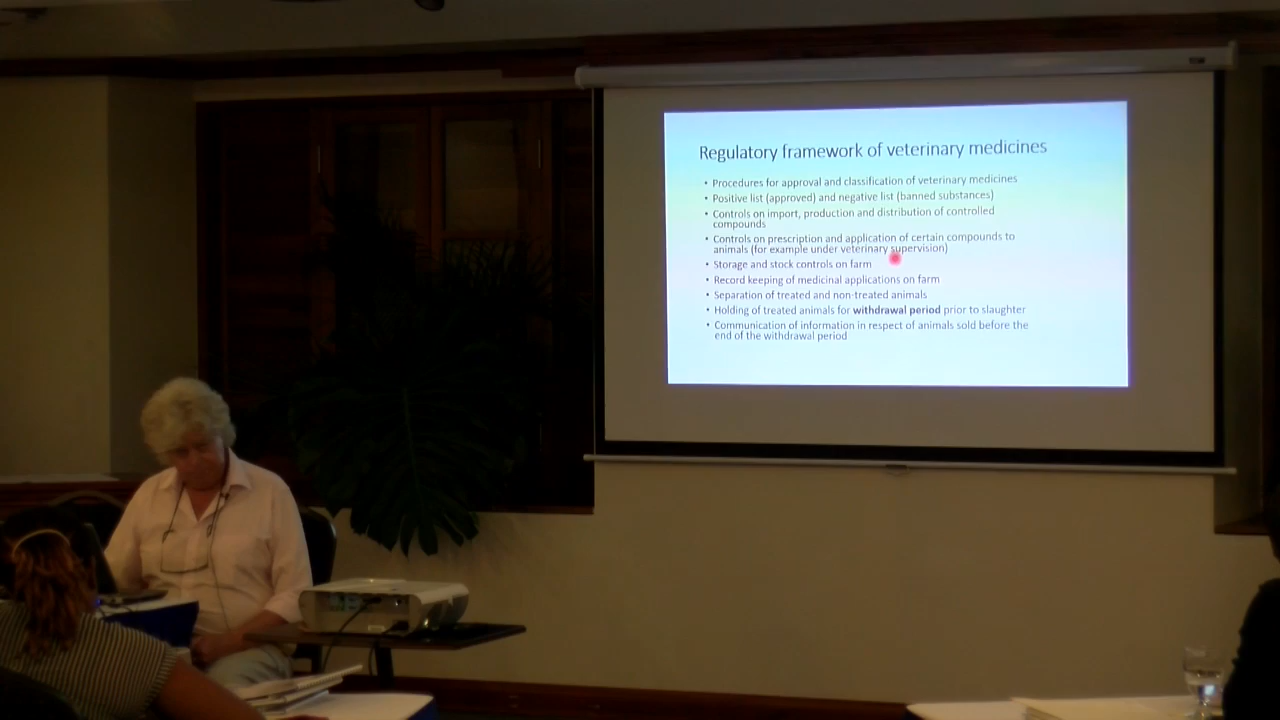 Regulatory framework of veterinary medicines
• Procedures for approval and classification of veterinary medicines
• Positive list (approved) and negative list (banned substances)
• Controls on import, production and distribution of controlled
compounds
• Controls on prescription and application of certain compounds to
animals (for example under veterinary supervision)
• Storage and stock controls on farm
• Record keeping of medicinal applications on farm
• Separation of treated and non-treated animals
• Holding of treated animals for withdrawal period prior to slaughter
• Communication of information in respect of animals sold before the
end of the withdrawal period